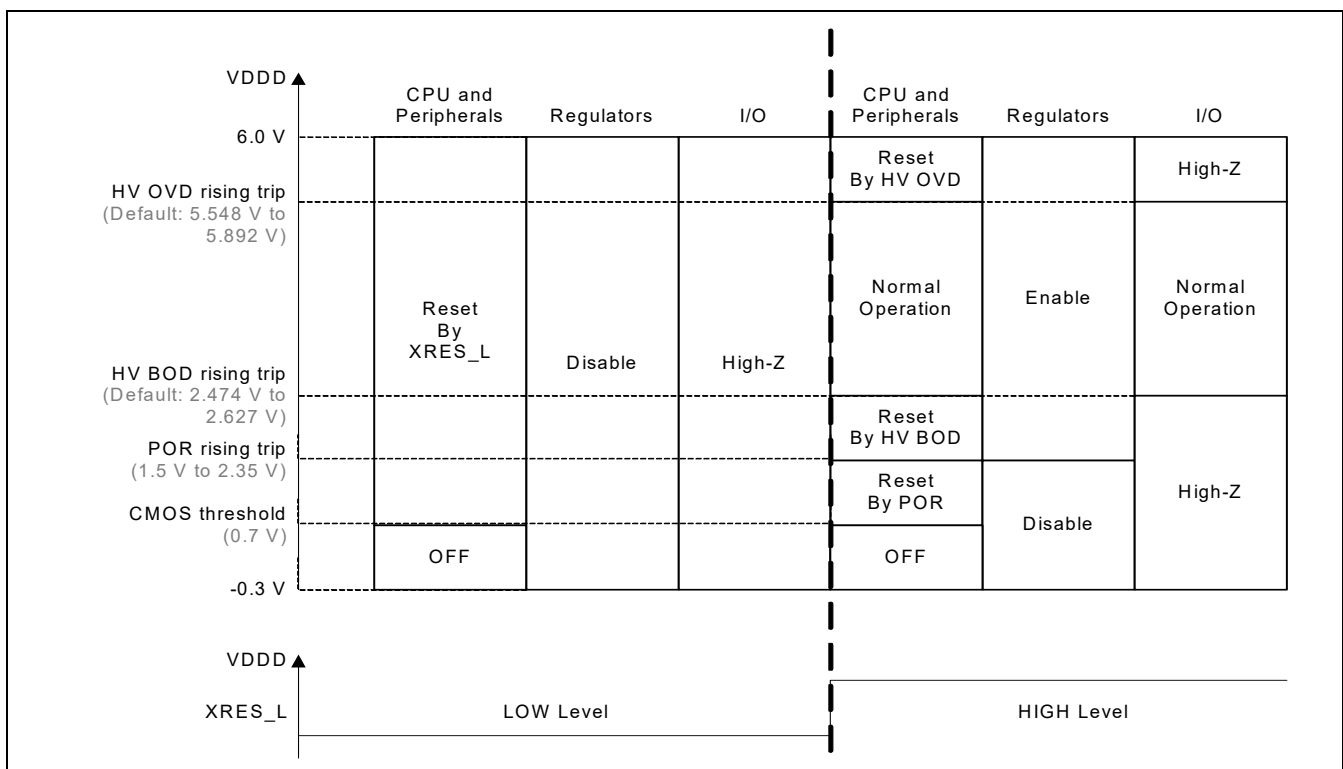 VDDD
CPU and
Peripherals
Regulators
I/O
CPU and
Peripherals
Regulators
I/O
6.0 V
Reset
By HV OVD
High-Z
HV OVD rising trip
(Default: 5.548 V to
5.892 V)
Reset
By
XRES_L
Disable
High-Z
Normal
Operation
Enable
Normal
Operation
HV BOD rising trip
(Default: 2.474 V to
2.627 V)
Reset
By HV BOD
POR rising trip
(1.5 V to 2.35 V)
Reset
By POR
High-Z
CMOS threshold
(0.7 V)
Disable
OFF
OFF
-0.3 V
VDDD
XRES_L
LOW Level
HIGH Level